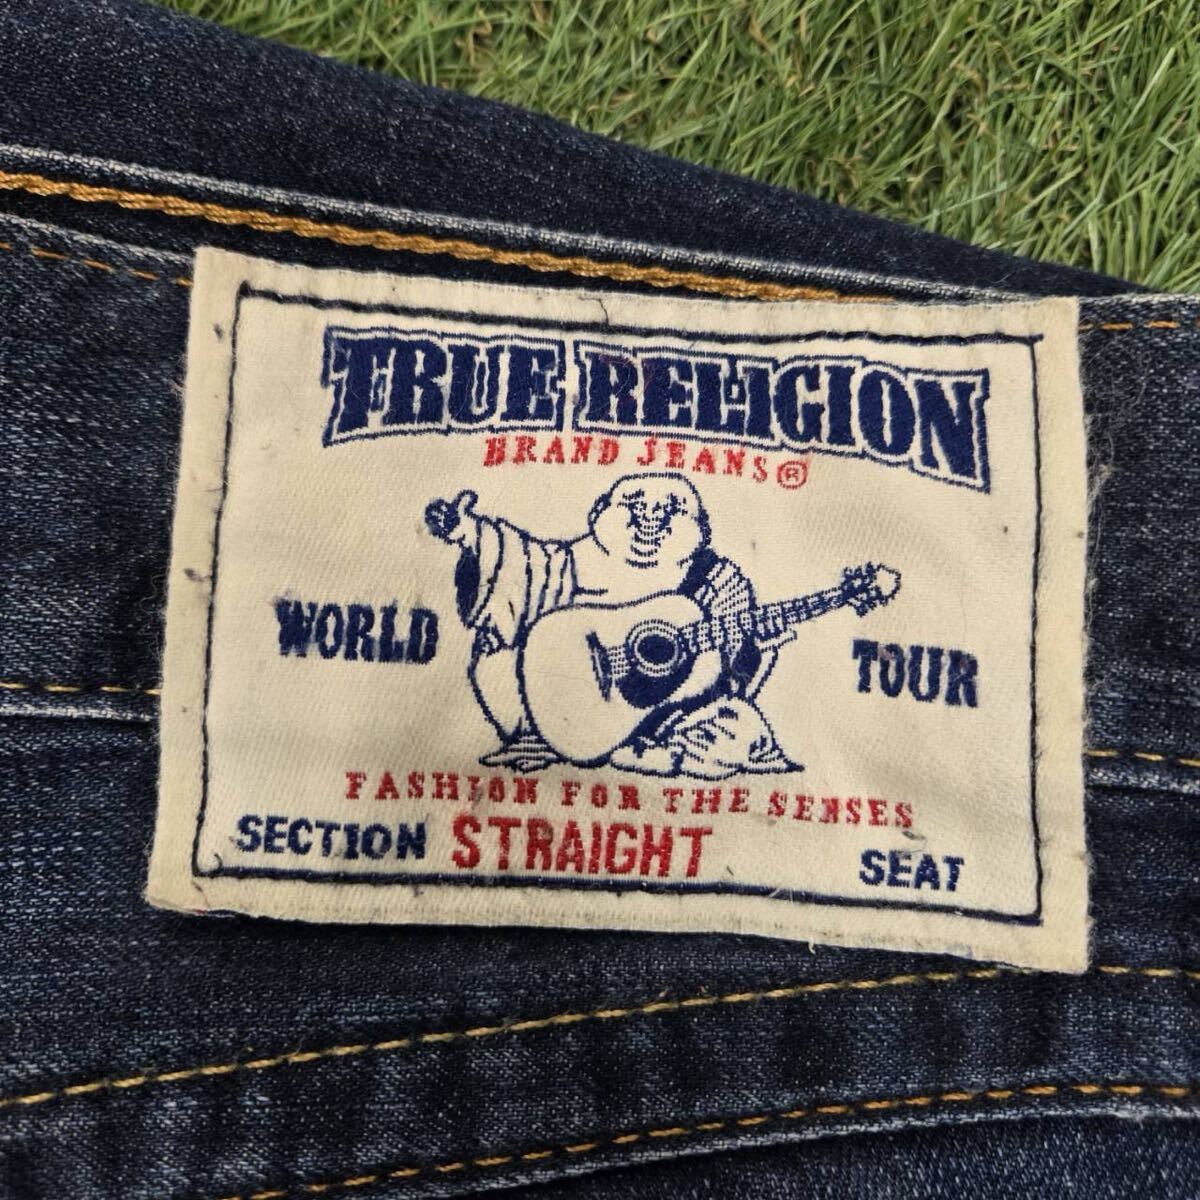 TRUE RELIGION
BRAND JEANS®
WORLD TOUR
FASHION FOR THE SENSES
SECTION STRAIGHT SEAT